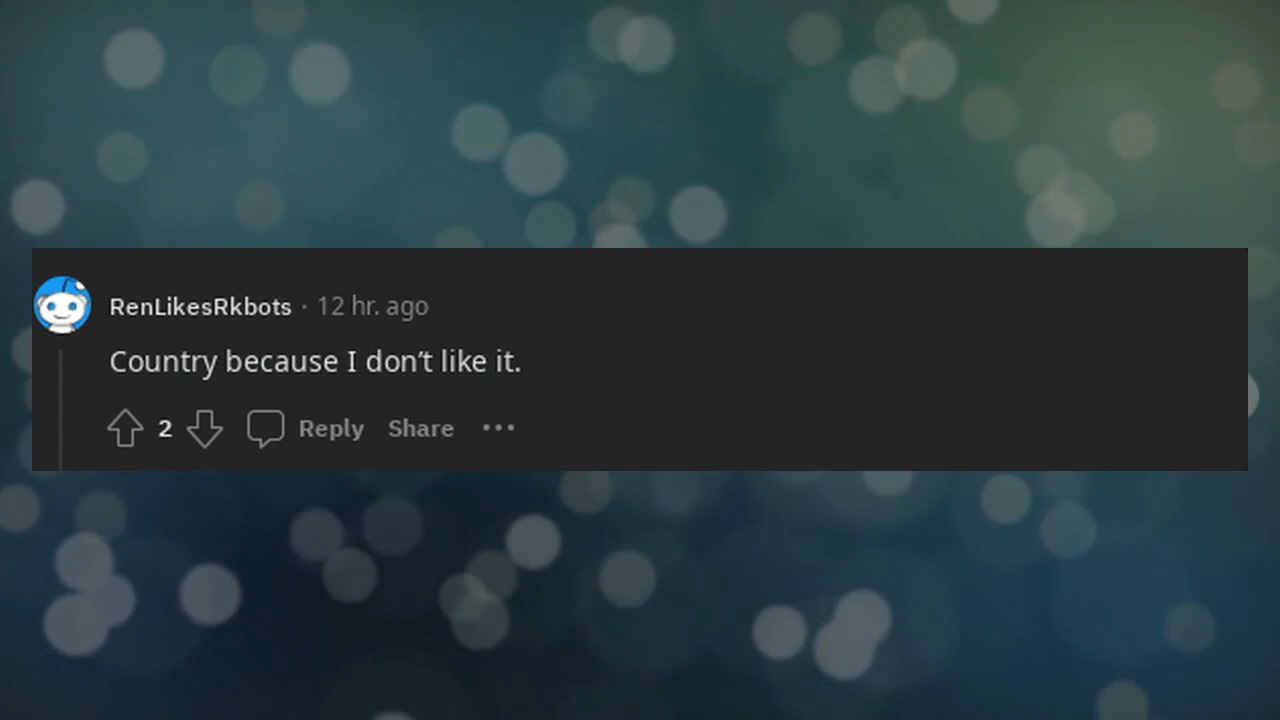 RenLikesRkbots · 12 hr. ago
Country because I don’t like it.
2 Reply Share •••